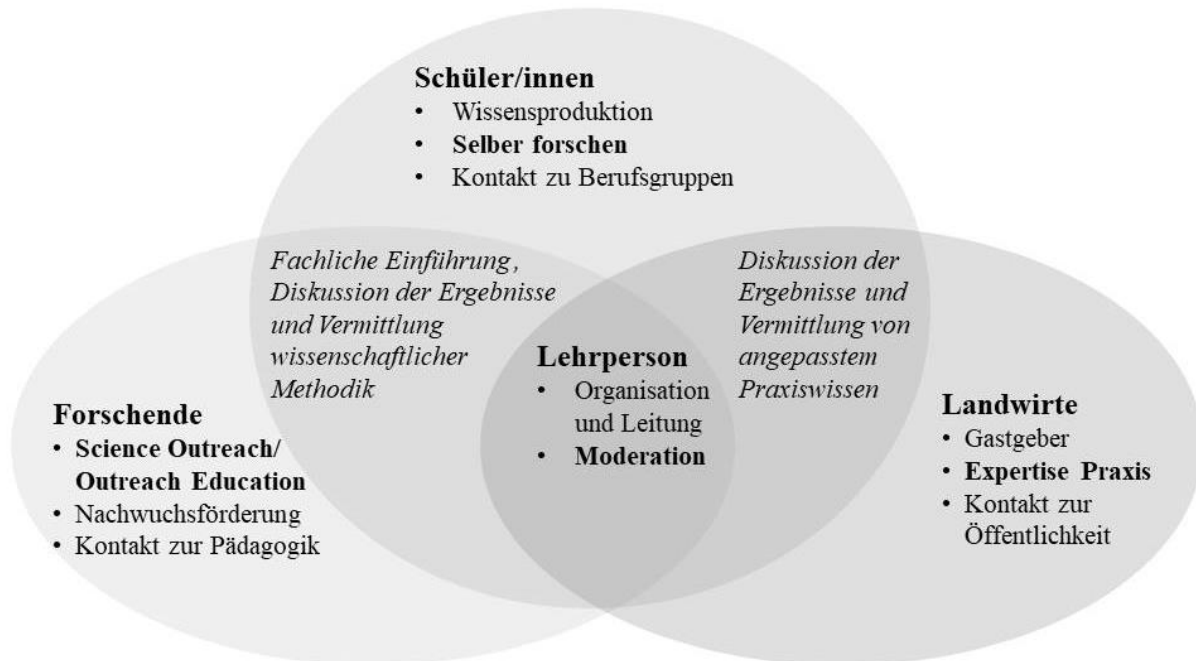 Schüler/innen
• Wissensproduktion
• Selber forschen
• Kontakt zu Berufsgruppen
Fachliche Einführung,
Diskussion der Ergebnisse
und Vermittlung
wissenschaftlicher
Methodik
Diskussion der
Ergebnisse und
Vermittlung von
angepasstem
Praxiswissen
Lehrperson
• Organisation
und Leitung
• Moderation
Forschende
• Science Outreach/
Outreach Education
• Nachwuchsförderung
• Kontakt zur Pädagogik
Landwirte
• Gastgeber
• Expertise Praxis
• Kontakt zur
Öffentlichkeit